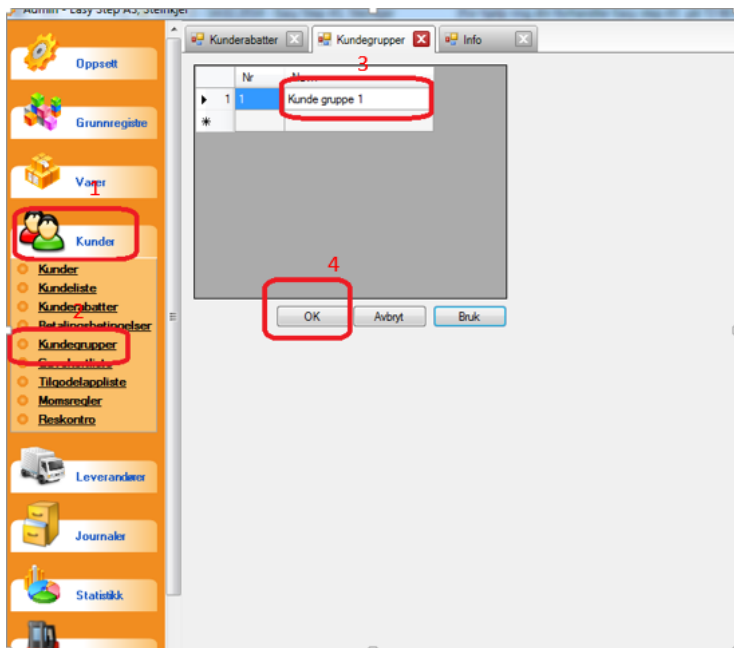 Admin - Easy Step AS, Steinkjer
Oppsett
Grunnregistre
Varer
1
Kunder
Kunder
Kundeliste
Kunderabatter
2
Betalingsbetingelser
Kundegrupper
Tilgodelappliste
Momsregler
Reskontro
Leverandører
Journaler
Statistikk
Kunderabatter
Kundegrupper
Info
3
Nr Navn
1 1 Kunde gruppe 1
4
OK Avbryt Bruk